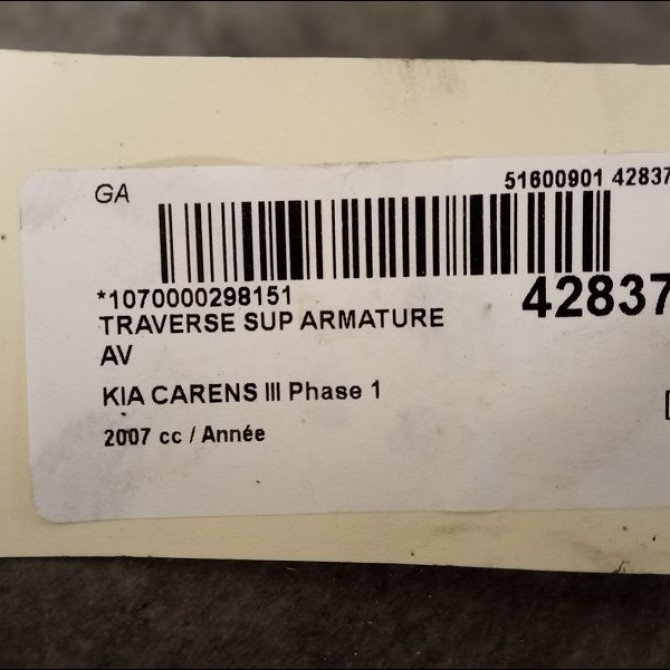 GA
51600901 42837
*1070000298151
42837
TRAVERSE SUP ARMATURE
AV
KIA CARENS III Phase 1
2007 cc / Année